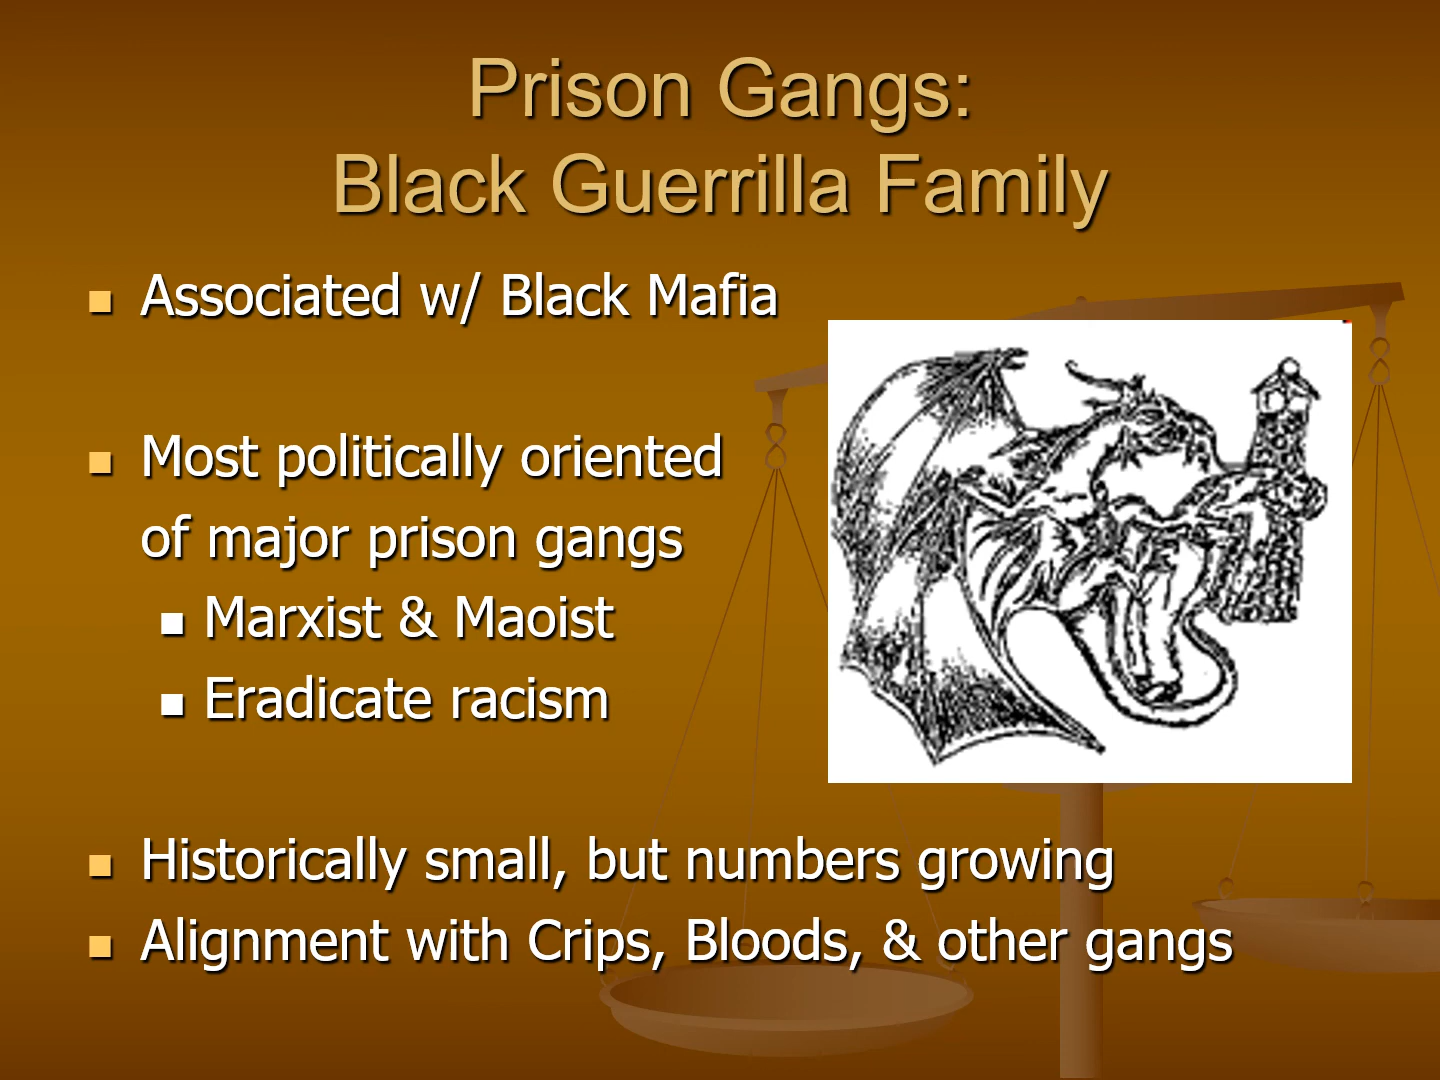 Prison Gangs:
Black Guerrilla Family
Associated w/ Black Mafia
Most politically oriented
of major prison gangs
Marxist & Maoist
Eradicate racism
Historically small, but numbers growing
Alignment with Crips, Bloods, & other gangs